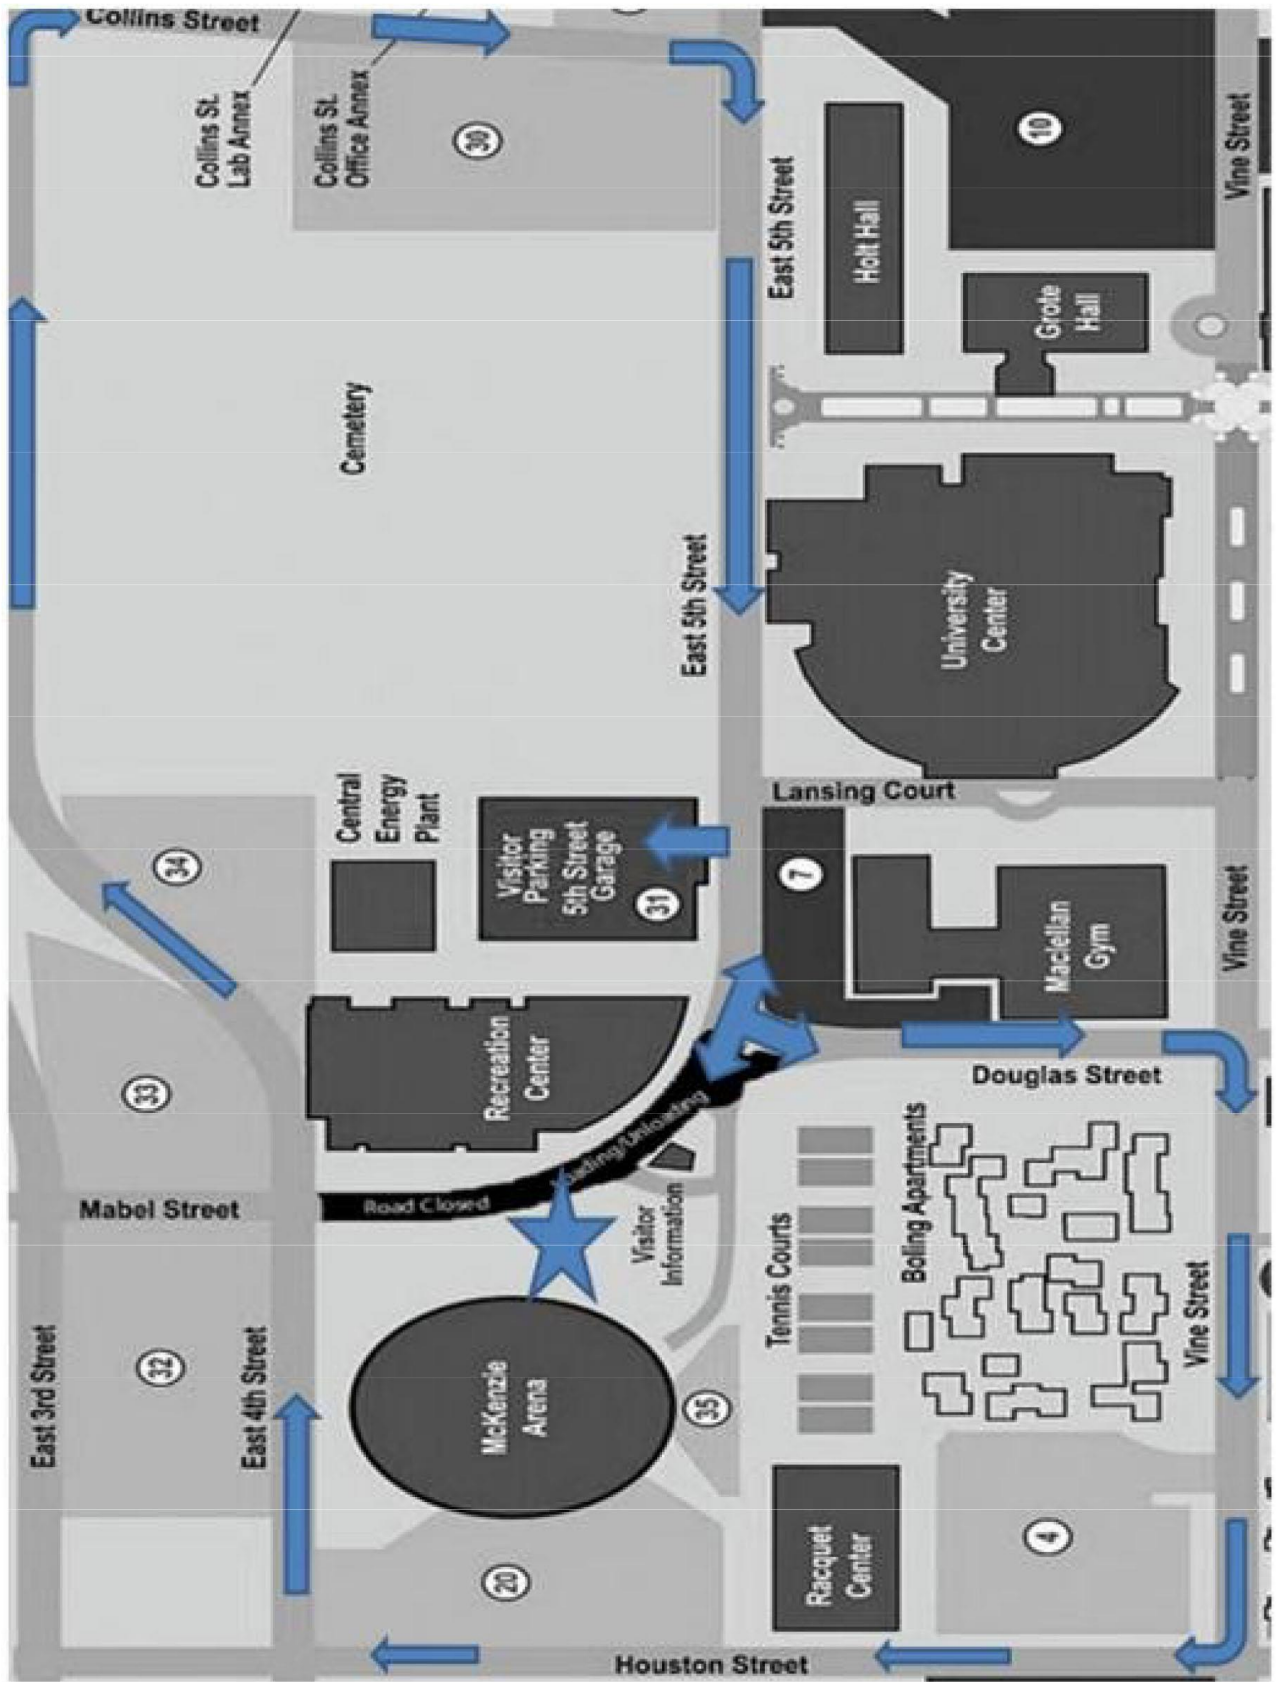 Collins Street
Collins St.
Lab Annex
Collins St.
Office Annex
30
10
Vine Street
East 5th Street
Holt Hall
Grote
Hall
Cemetery
East 5th Street
University
Center
Lansing Court
Central
Energy
Plant
34
Visitor
Parking
5th Street
Garage
31
7
Maclellan
Gym
Vine Street
Recreation
Center
33
Douglas Street
Loading/Unloading
Road Closed
Mabel Street
Visitor
Information
Tennis Courts
Boling Apartments
Vine Street
East 3rd Street
32
East 4th Street
McKenzie
Arena
35
20
Racquet
Center
4
Houston Street